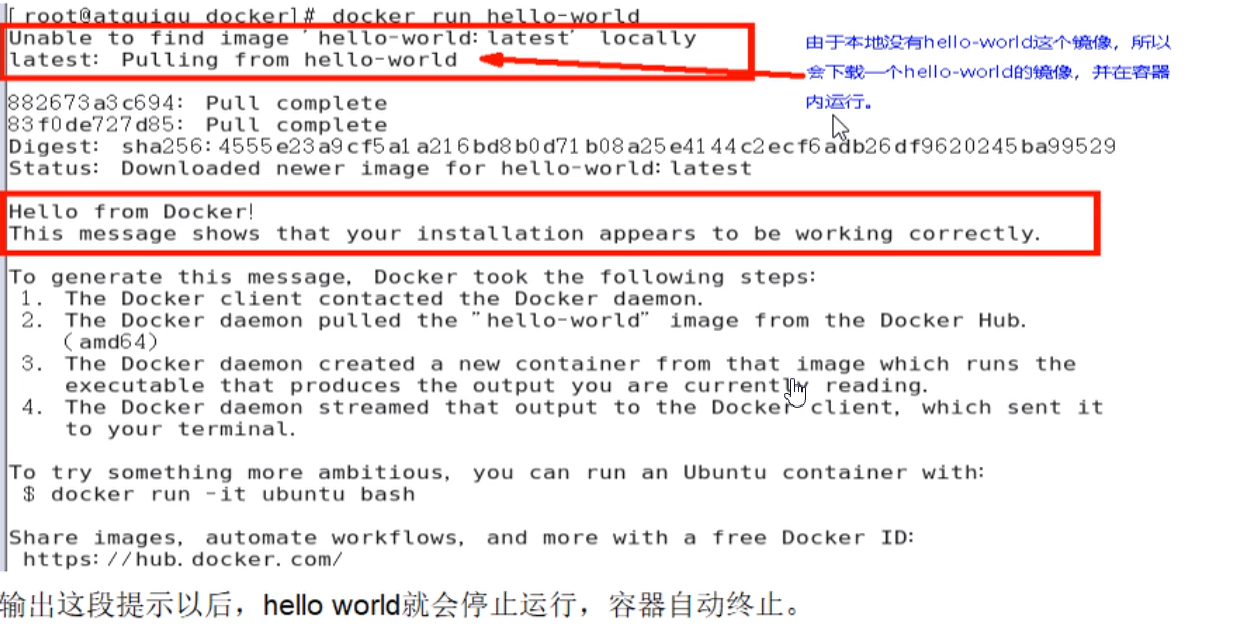 [root@atguigu docker]# docker run hello-world
Unable to find image 'hello-world:latest' locally
latest: Pulling from hello-world
由于本地没有hello-world这个镜像，所以
会下载一个hello-world的镜像，并在容器
内运行。
882673a3c694: Pull complete
83f0de727d85: Pull complete
Digest: sha256:4555e23a9cf5a1a216bd8b0d71b08a25e4144c2ecf6adb26df9620245ba99529
Status: Downloaded newer image for hello-world:latest
Hello from Docker!
This message shows that your installation appears to be working correctly.
To generate this message, Docker took the following steps:
1. The Docker client contacted the Docker daemon.
2. The Docker daemon pulled the "hello-world" image from the Docker Hub.
(amd64)
3. The Docker daemon created a new container from that image which runs the
executable that produces the output you are currently reading.
4. The Docker daemon streamed that output to the Docker client, which sent it
to your terminal.
To try something more ambitious, you can run an Ubuntu container with:
$ docker run -it ubuntu bash
Share images, automate workflows, and more with a free Docker ID:
https://hub.docker.com/
输出这段提示以后，hello world就会停止运行，容器自动终止。